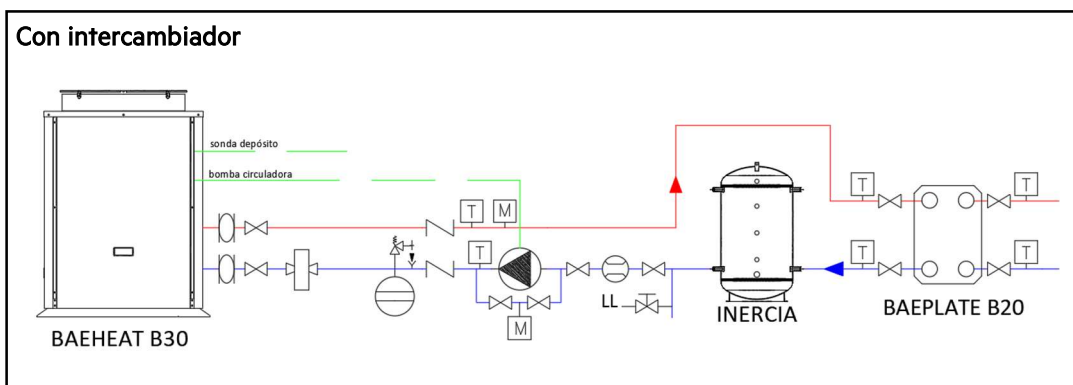 Con intercambiador
sonda depósito
bomba circuladora
T
M
T
T
T
T
T
M
LL
INERCIA
BAEPLATE B20
BAEHEAT B30